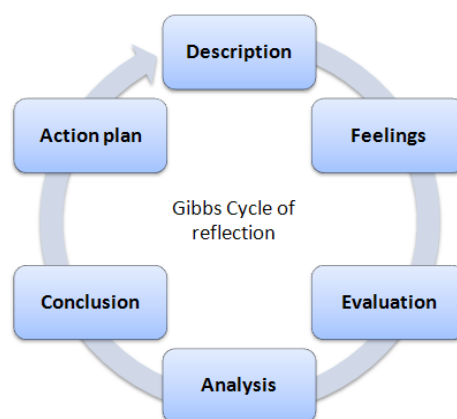 Description
Feelings
Evaluation
Analysis
Conclusion
Action plan
Gibbs Cycle of
reflection